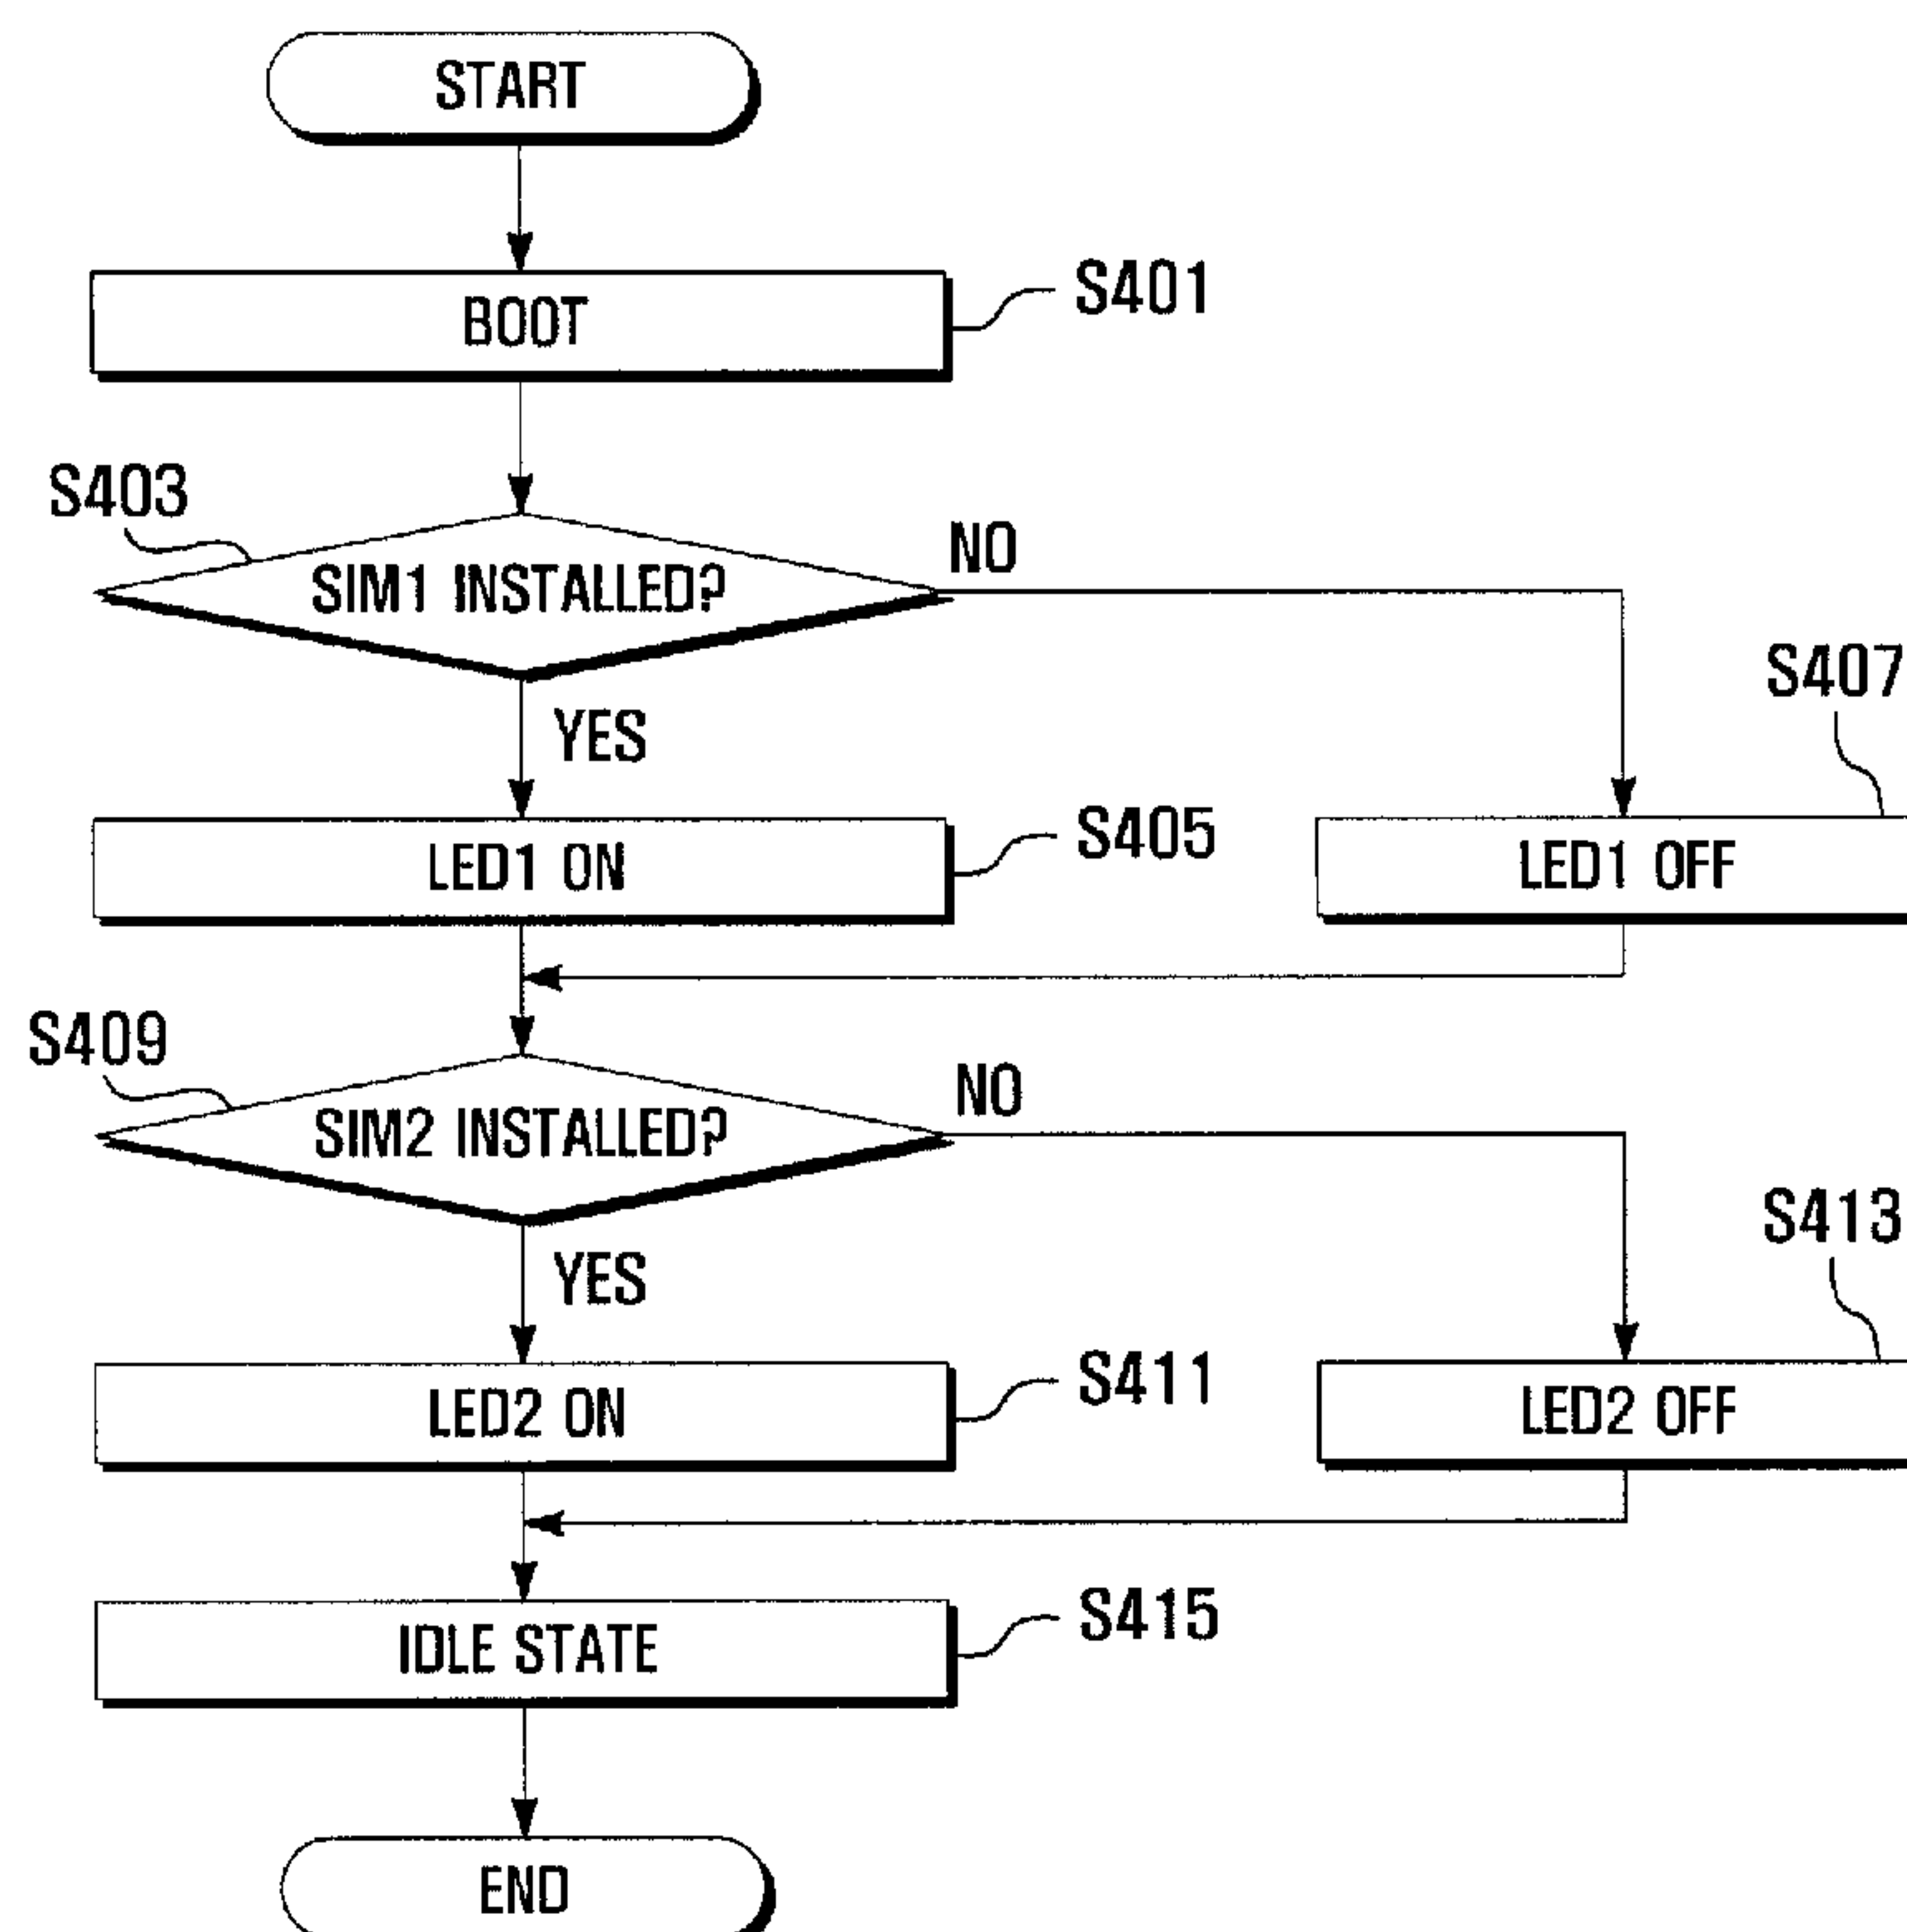 START
BOOT
S401
S403
SIM1 INSTALLED?
NO
YES
S407
LED1 ON
S405
LED1 OFF
S409
SIM2 INSTALLED?
NO
YES
S413
LED2 ON
S411
LED2 OFF
IDLE STATE
S415
END